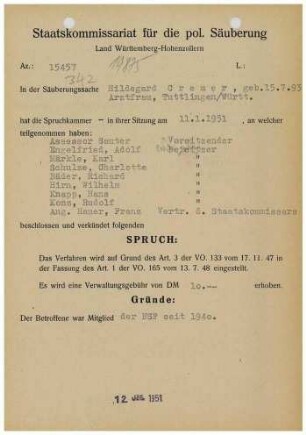 Staatskommissariat für die pol. Säuberung
Land Württemberg-Hohenzollern
Az.: 15457 L.:
342
In der Säuberungssache Hildegard Cremer, geb.15.7.95
Arztfrau, Tuttlingen/Württ.
hat die Spruchkammer – in ihrer Sitzung am 11.1.1951 , an welcher
teilgenommen haben:
Assessor Gunter Vorsitzender
Engelfried, Adolf Beisitzer
Märkle, Karl "
Schulze, Charlotte "
Bäder, Richard "
Hirn, Wilhelm "
Knapp, Hans "
Kons, Rudolf "
Aug. Hauer, Franz Vertr. d. Staatskommissars
beschlossen und verkündet folgenden
SPRUCH:
Das Verfahren wird auf Grund des Art. 3 der VO. 133 vom 17. 11. 47 in
der Fassung des Art. 1 der VO. 165 vom 13. 7. 48 eingestellt.
Es wird eine Verwaltungsgebühr von DM 10.-- erhoben.
Gründe:
Der Betroffene war Mitglied der NSF seit 1940.
12 1951